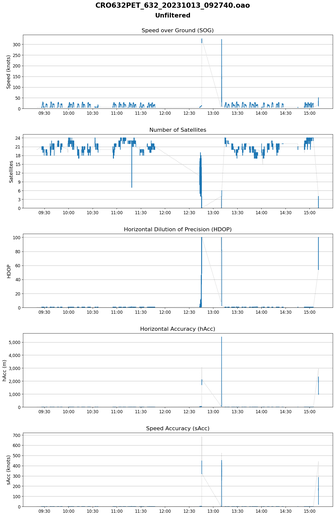 CRO632PET_632_20231013_092740.oao
Unfiltered
Speed over Ground (SOG)
Speed (knots)
300
250
200
150
100
50
0
09:30 10:00 10:30 11:00 11:30 12:00 12:30 13:00 13:30 14:00 14:30 15:00
Number of Satellites
Satellites
24
21
18
15
12
9
6
3
0
09:30 10:00 10:30 11:00 11:30 12:00 12:30 13:00 13:30 14:00 14:30 15:00
Horizontal Dilution of Precision (HDOP)
HDOP
100
80
60
40
20
0
09:30 10:00 10:30 11:00 11:30 12:00 12:30 13:00 13:30 14:00 14:30 15:00
Horizontal Accuracy (hAcc)
hAcc (m)
5,000
4,000
3,000
2,000
1,000
0
09:30 10:00 10:30 11:00 11:30 12:00 12:30 13:00 13:30 14:00 14:30 15:00
Speed Accuracy (sAcc)
sAcc (knots)
700
600
500
400
300
200
100
0
09:30 10:00 10:30 11:00 11:30 12:00 12:30 13:00 13:30 14:00 14:30 15:00